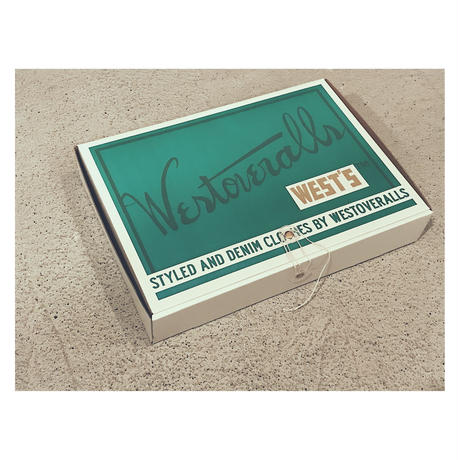 Westoveralls
WEST'S
STYLED AND DENIM CLOTHES BY WESTOVERALLS